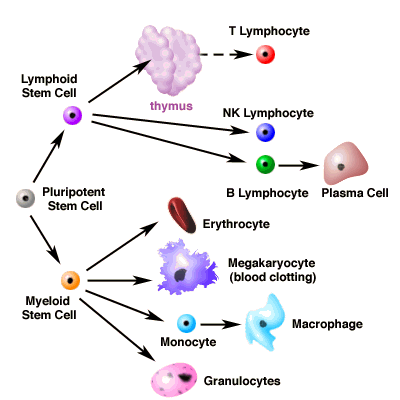 T Lymphocyte
Lymphoid
Stem Cell
thymus
NK Lymphocyte
B Lymphocyte
Plasma Cell
Pluripotent
Stem Cell
Erythrocyte
Megakaryocyte
(blood clotting)
Myeloid
Stem Cell
Monocyte
Macrophage
Granulocytes